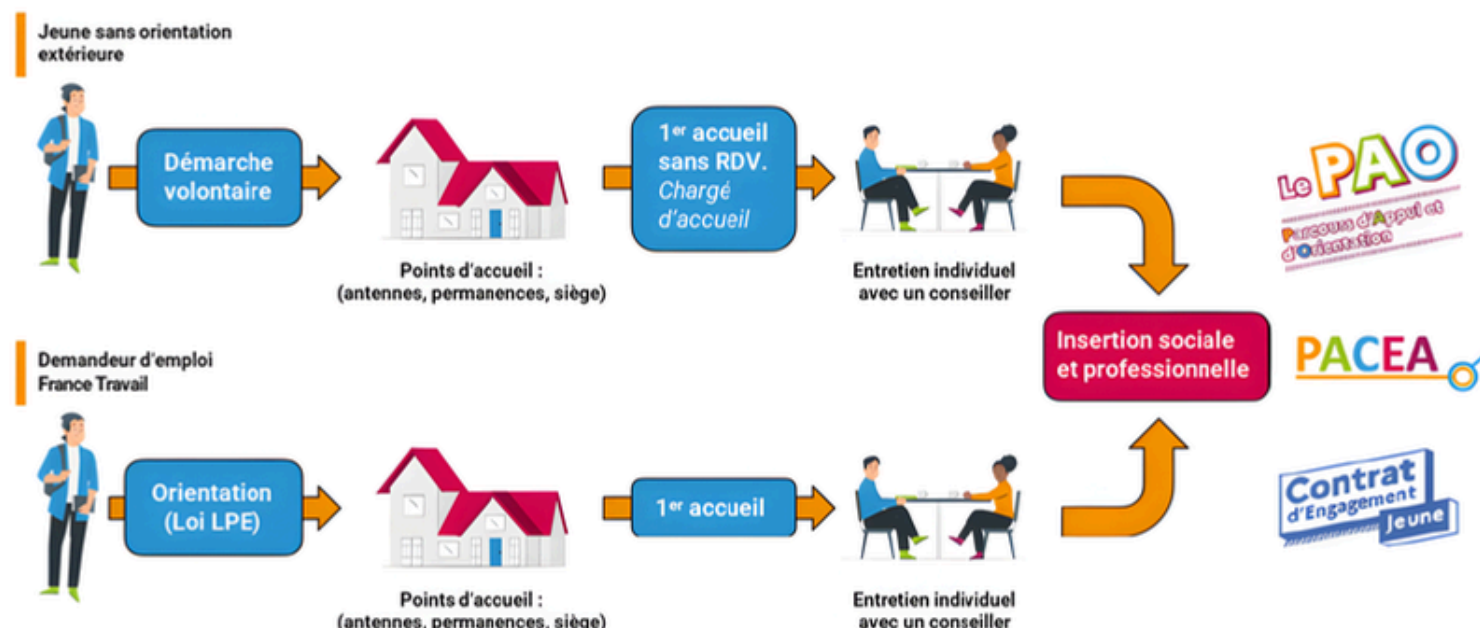 Jeune sans orientation
extérieure
Démarche
volontaire
Points d'accueil :
(antennes, permanences, siège)
1er accueil
sans RDV.
Chargé
d'accueil
Entretien individuel
avec un conseiller
Le PAO
Parcours d'Appui et
d'Orientation
Insertion sociale
et professionnelle
PACEA
Demandeur d'emploi
France Travail
Orientation
(Loi LPE)
Points d'accueil :
(antennes, permanences, siège)
1er accueil
Entretien individuel
avec un conseiller
Contrat
d'Engagement
Jeune